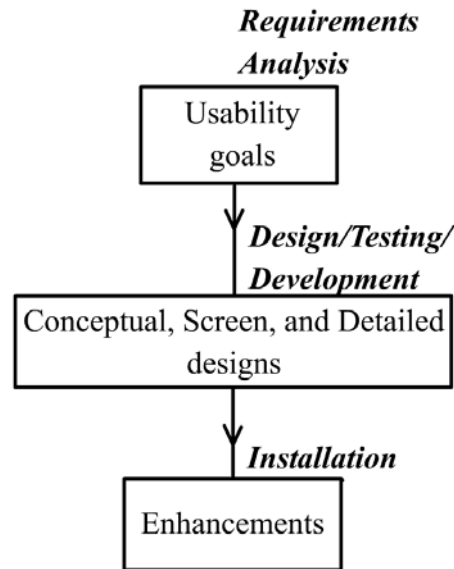 Requirements
Analysis
Usability
goals
Design/Testing/
Development
Conceptual, Screen, and Detailed
designs
Installation
Enhancements